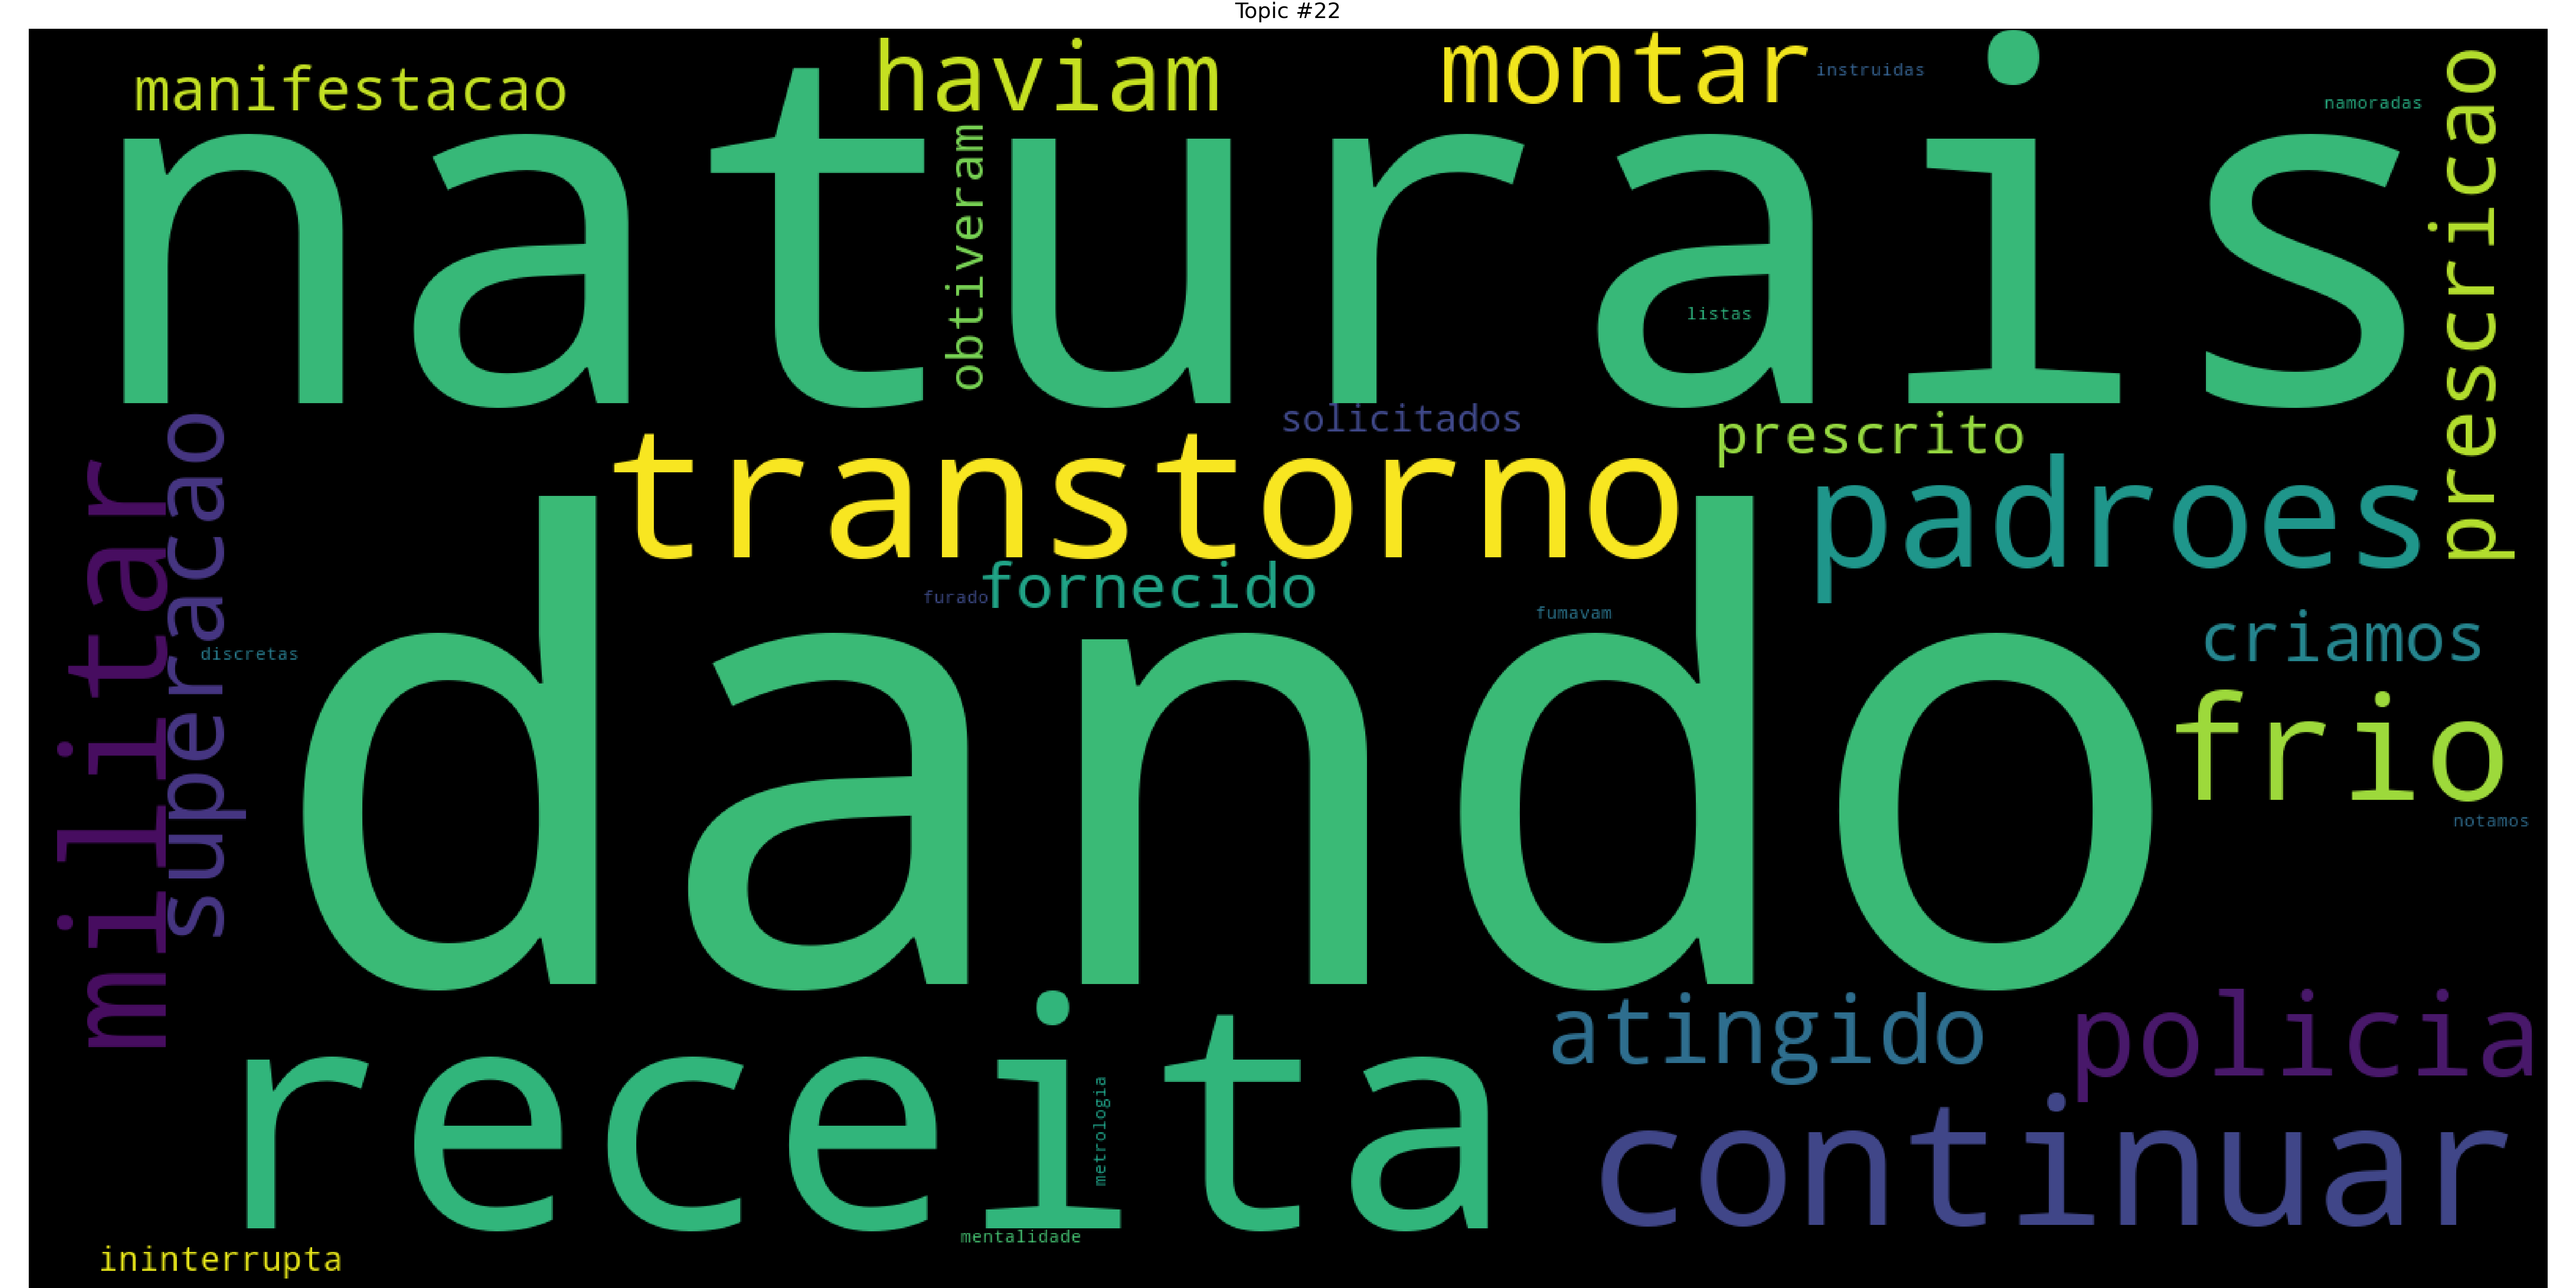 Topic #22
manifestacao
haviam
montar
instruidas
namoradas
prescricao
naturais
obtiveram
listas
solicitados
prescrito
transtorno
padroes
militar
superacao
fornecido
furado
fumavam
criamos
discretas
dando
frio
notamos
atingido
policia
receita
metrologia
continuar
mentalidade
ininterrupta